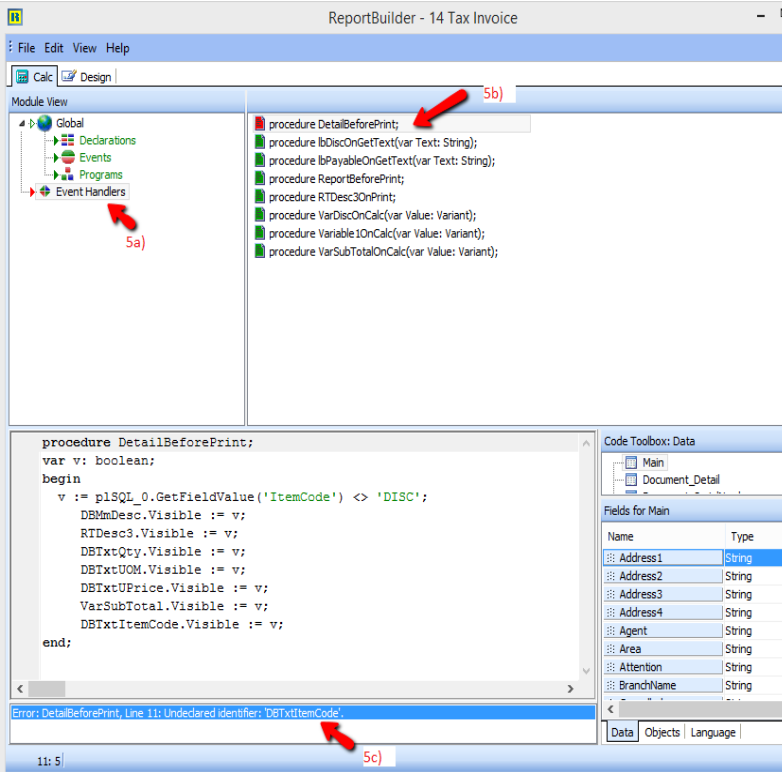 ReportBuilder - 14 Tax Invoice
File Edit View Help
Calc Design
Module View
Global
Declarations
Events
Programs
Event Handlers
5a)
5b)
procedure DetailBeforePrint;
procedure lbDiscOnGetText(var Text: String);
procedure lbPayableOnGetText(var Text: String);
procedure ReportBeforePrint;
procedure RTDesc3OnPrint;
procedure VarDiscOnCalc(var Value: Variant);
procedure Variable1OnCalc(var Value: Variant);
procedure VarSubTotalOnCalc(var Value: Variant);
procedure DetailBeforePrint;
var v: boolean;
begin
v := plSQL_0.GetFieldValue('ItemCode') <> 'DISC';
DBMmDesc.Visible := v;
RTDesc3.Visible := v;
DBTxtQty.Visible := v;
DBTxtUOM.Visible := v;
DBTxtUPrice.Visible := v;
VarSubTotal.Visible := v;
DBTxtItemCode.Visible := v;
end;
Error: DetailBeforePrint, Line 11: Undeclared identifier: 'DBTxtItemCode'.
5c)
11: 5
Code Toolbox: Data
Main
Document_Detail
Fields for Main
Name Type
Address1 String
Address2 String
Address3 String
Address4 String
Agent String
Area String
Attention String
BranchName String
Data Objects Language